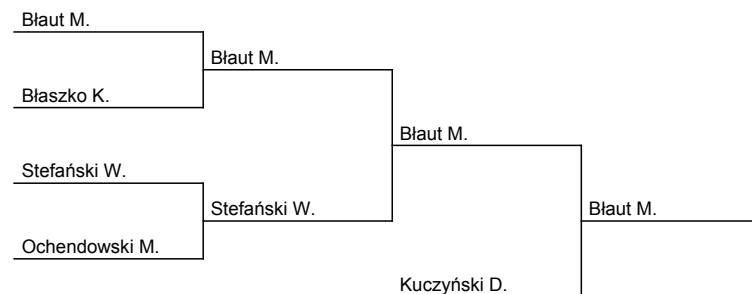 Błaut M.
Błaut M.
Błaszko K.
Błaut M.
Stefański W.
Stefański W.
Błaut M.
Ochendowski M.
Kuczyński D.